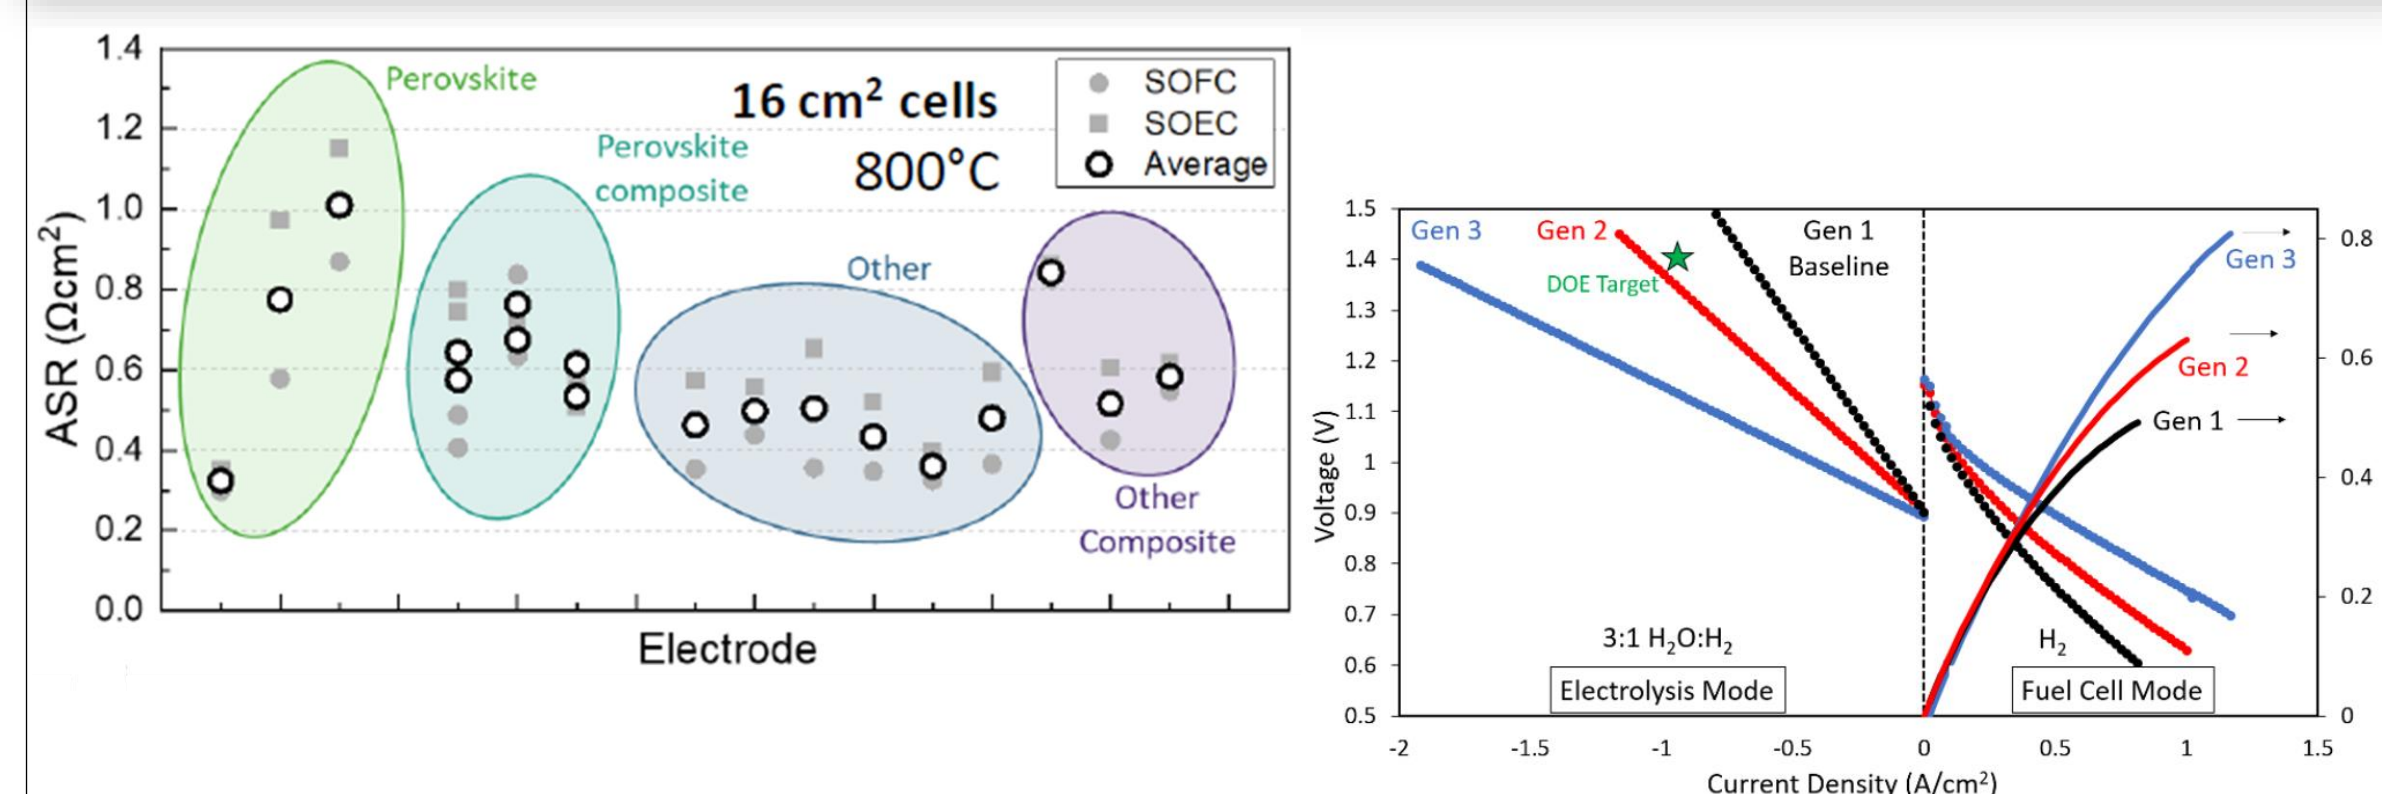 1.4
1.2
1.0
0.8
0.6
0.4
0.2
0.0
ASR (Ωcm²)
Electrode
Perovskite
16 cm² cells
800°C
SOFC
SOEC
Average
Perovskite
composite
Other
Other
Composite
1.5
1.4
1.3
1.2
1.1
1
0.9
0.8
0.7
0.6
0.5
Voltage (V)
Gen 3
Gen 2
Gen 1
Baseline
DOE Target
3:1 H₂O:H₂
Electrolysis Mode
H₂
Fuel Cell Mode
Gen 3
Gen 2
Gen 1
0.8
0.6
0.4
0.2
0
-2
-1.5
-1
-0.5
0
0.5
1
1.5
Current Density (A/cm²)